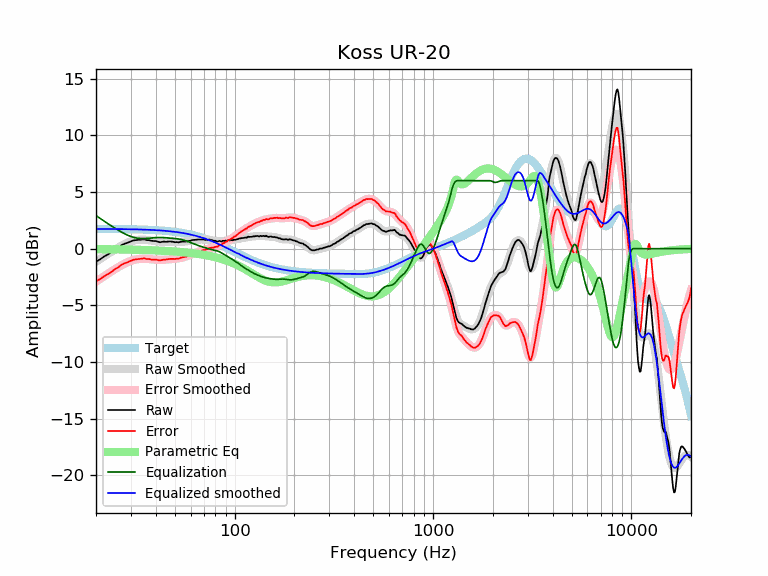 Koss UR-20
15
10
5
0
−5
−10
−15
−20
Amplitude (dBr)
Target
Raw Smoothed
Error Smoothed
Raw
Error
Parametric Eq
Equalization
Equalized smoothed
100
1000
10000
Frequency (Hz)